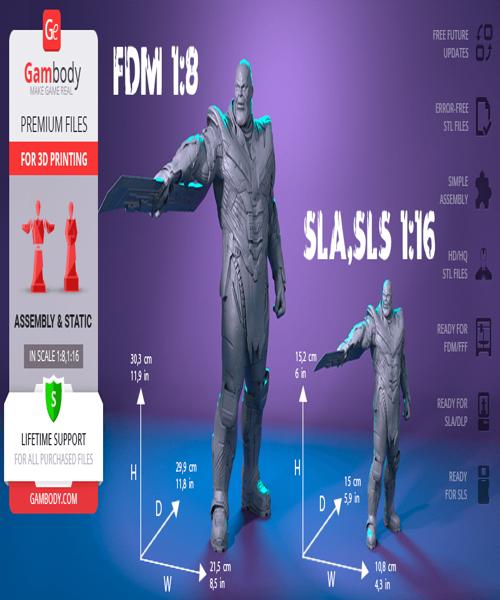 Ge
Gambody
MAKE GAME REAL
PREMIUM FILES
FOR 3D PRINTING
ASSEMBLY & STATIC
IN SCALE 1:8,1:16
S
LIFETIME SUPPORT
FOR ALL PURCHASED FILES
GAMBODY.COM
FDM 1:8
30,3 cm
11,9 in
H
29,9 cm
11,8 in
D
21,5 cm
8,5 in
W
SLA,SLS 1:16
15,2 cm
6 in
H
15 cm
5,9 in
D
10,8 cm
4,3 in
W
FREE FUTURE
UPDATES
ERROR-FREE
STL FILES
SIMPLE
ASSEMBLY
HD/HQ
STL FILES
READY FOR
FDM/FFF
READY FOR
SLA/DLP
READY
FOR SLS